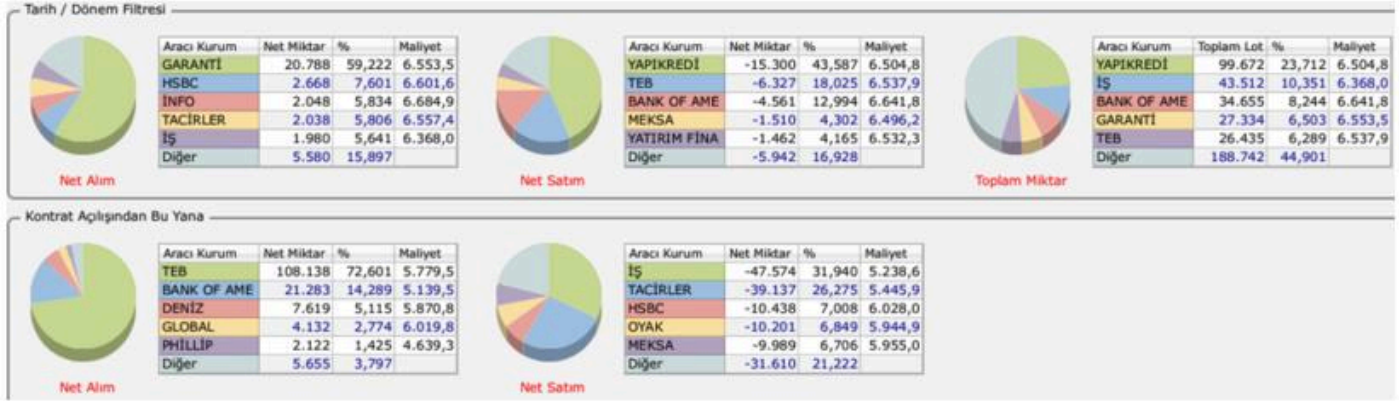 Tarih / Dönem Filtresi
Aracı Kurum Net Miktar % Maliyet
GARANTİ 20.788 59,222 6.553,5
HSBC 2.668 7,601 6.601,6
İNFO 2.048 5,834 6.684,9
TACİRLER 2.038 5,806 6.557,4
İŞ 1.980 5,641 6.368,0
Diğer 5.580 15,897
Net Alım
Aracı Kurum Net Miktar % Maliyet
YAPIKREDİ -15.300 43,587 6.504,8
TEB -6.327 18,025 6.537,9
BANK OF AME -4.561 12,994 6.641,8
MEKSA -1.510 4,302 6.496,2
YATIRIM FİNA -1.462 4,165 6.532,3
Diğer -5.942 16,928
Net Satım
Aracı Kurum Toplam Lot % Maliyet
YAPIKREDİ 99.672 23,712 6.504,8
İŞ 43.512 10,351 6.368,0
BANK OF AME 34.655 8,244 6.641,8
GARANTİ 27.334 6,503 6.553,5
TEB 26.435 6,289 6.537,9
Diğer 188.742 44,901
Toplam Miktar
Kontrat Açılışından Bu Yana
Aracı Kurum Net Miktar % Maliyet
TEB 108.138 72,601 5.779,5
BANK OF AME 21.283 14,289 5.139,5
DENİZ 7.619 5,115 5.870,8
GLOBAL 4.132 2,774 6.019,8
PHİLLİP 2.122 1,425 4.639,3
Diğer 5.655 3,797
Net Alım
Aracı Kurum Net Miktar % Maliyet
İŞ -47.574 31,940 5.238,6
TACİRLER -39.137 26,275 5.445,9
HSBC -10.438 7,008 6.028,0
OYAK -10.201 6,849 5.944,9
MEKSA -9.989 6,706 5.955,0
Diğer -31.610 21,222
Net Satım